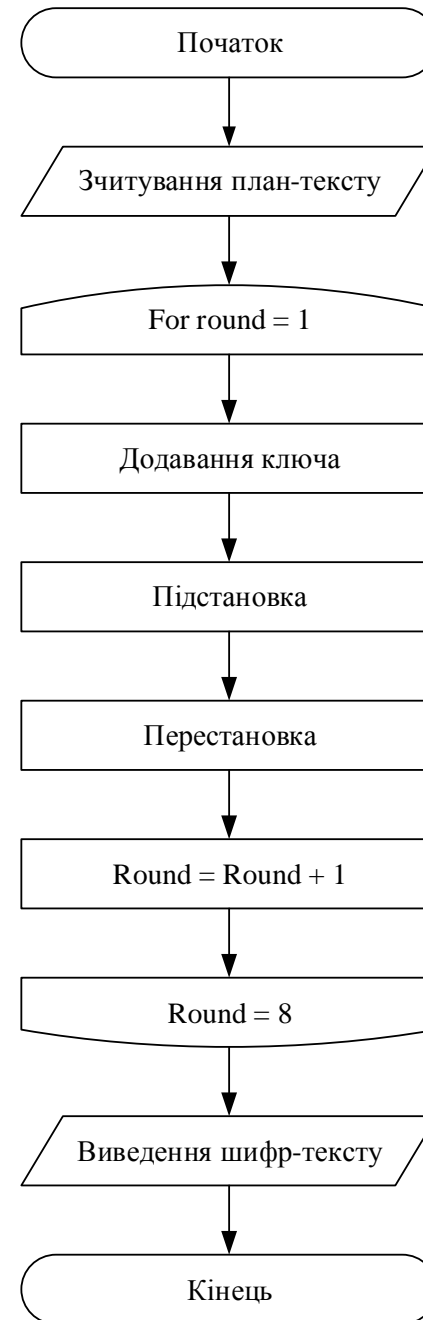 Початок
Зчитування план-тексту
For round = 1
Додавання ключа
Підстановка
Перестановка
Round = Round + 1
Round = 8
Виведення шифр-тексту
Кінець